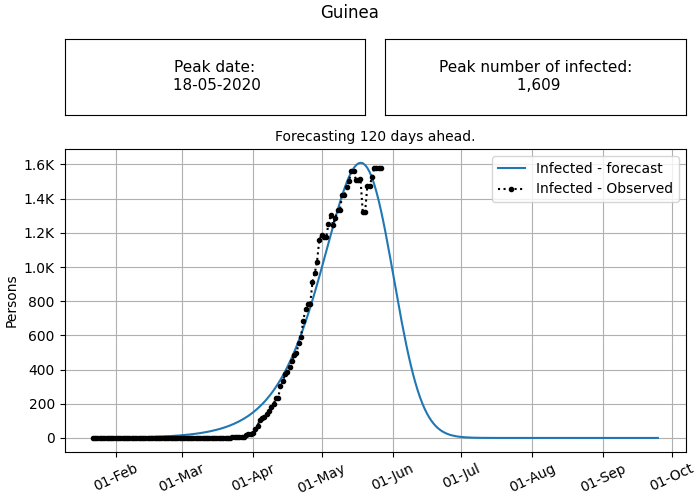 Guinea
Peak date:
18-05-2020
Peak number of infected:
1,609
Forecasting 120 days ahead.
Infected - forecast
Infected - Observed
Persons
1.6K
1.4K
1.2K
1.0K
800
600
400
200
0
01-Feb
01-Mar
01-Apr
01-May
01-Jun
01-Jul
01-Aug
01-Sep
01-Oct